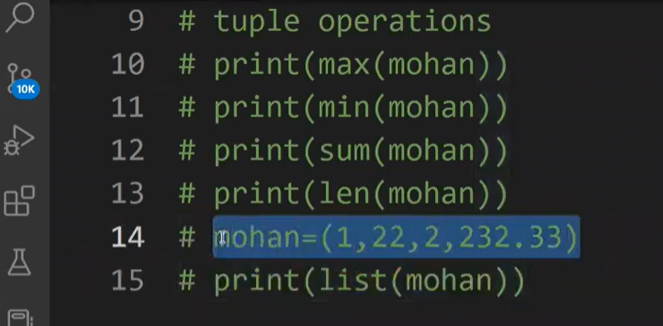 9 # tuple operations
10 # print(max(mohan))
11 # print(min(mohan))
12 # print(sum(mohan))
13 # print(len(mohan))
14 # mohan=(1,22,2,232.33)
15 # print(list(mohan))
10K